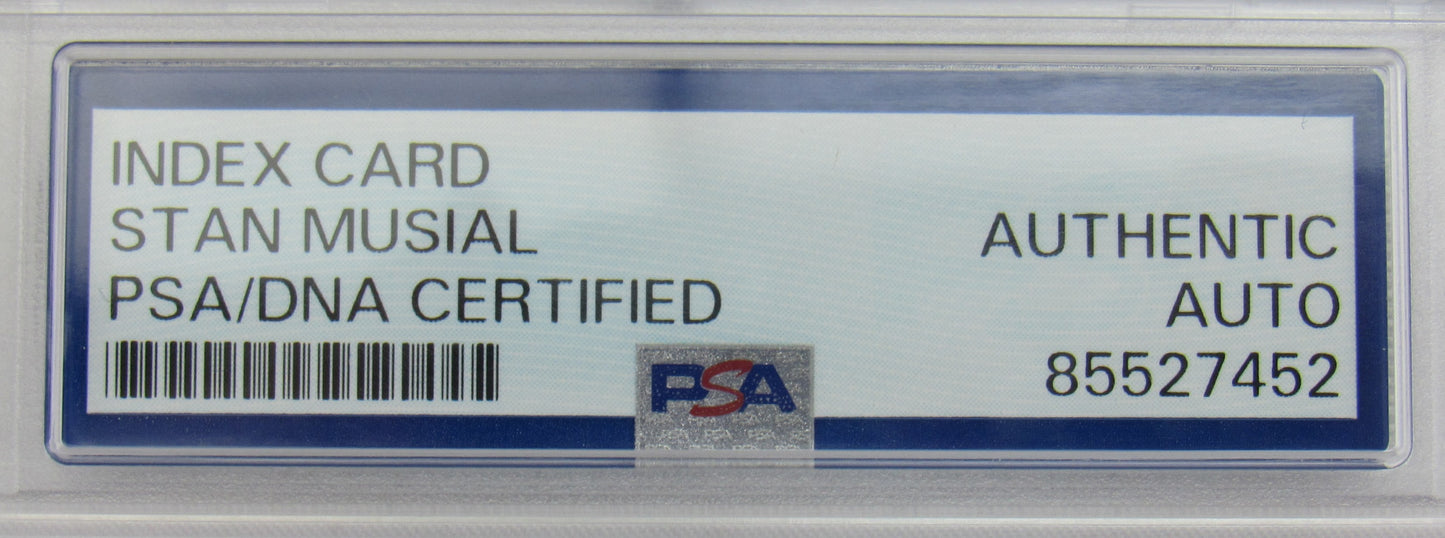 INDEX CARD
STAN MUSIAL
PSA/DNA CERTIFIED
AUTHENTIC
AUTO
85527452
PSA